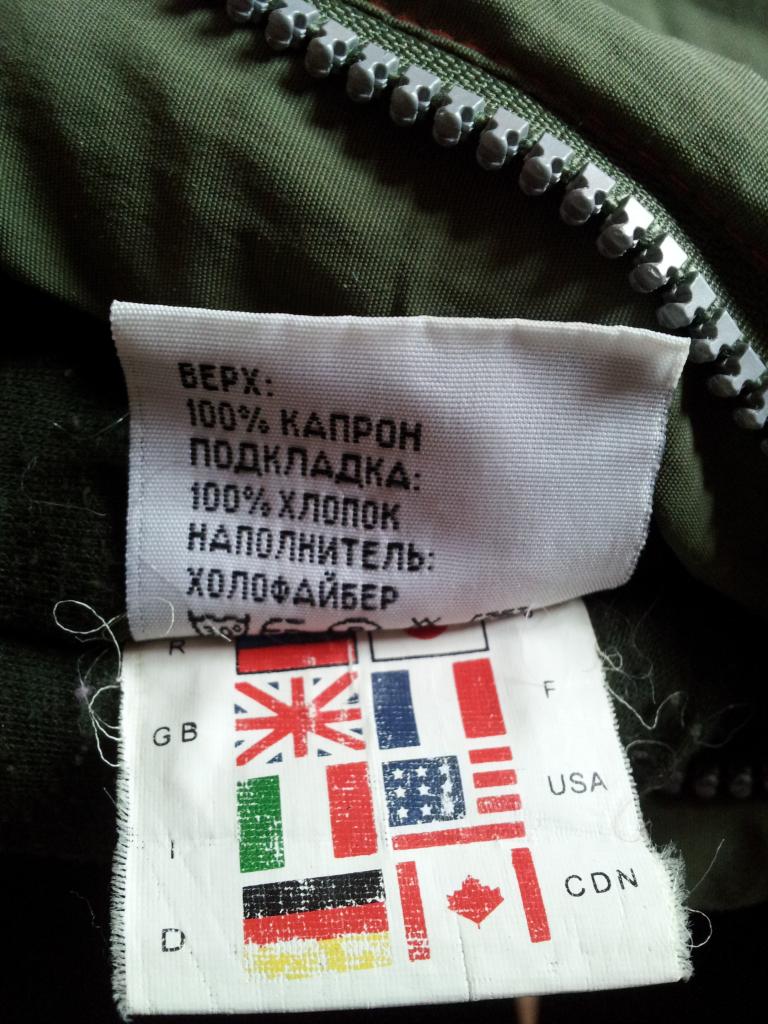 ВЕРХ:
100% КАПРОН
ПОДКЛАДКА:
100% ХЛОПОК
НАПОЛНИТЕЛЬ:
ХОЛОФАЙБЕР
R
GB
F
I
USA
D
CDN